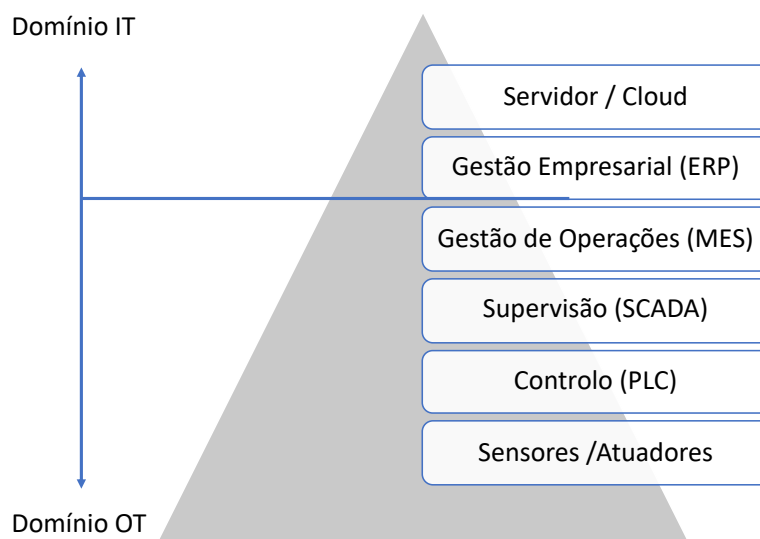 Domínio IT
Servidor / Cloud
Gestão Empresarial (ERP)
Gestão de Operações (MES)
Supervisão (SCADA)
Controlo (PLC)
Sensores /Atuadores
Domínio OT